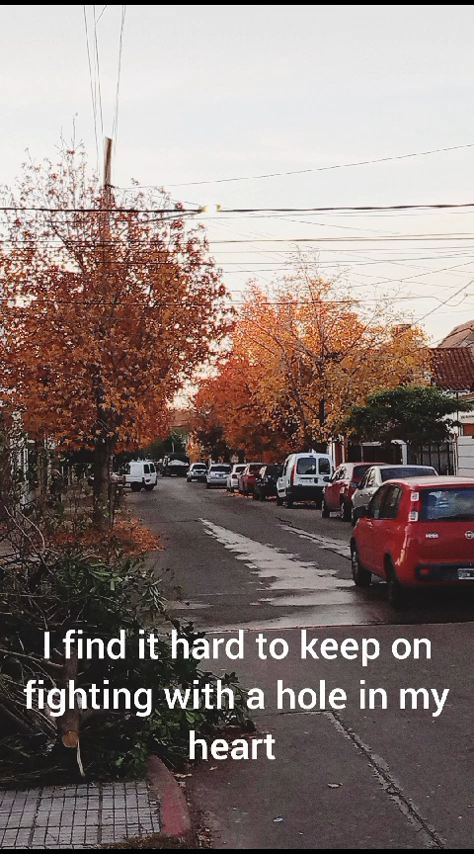 I find it hard to keep on
fighting with a hole in my
heart